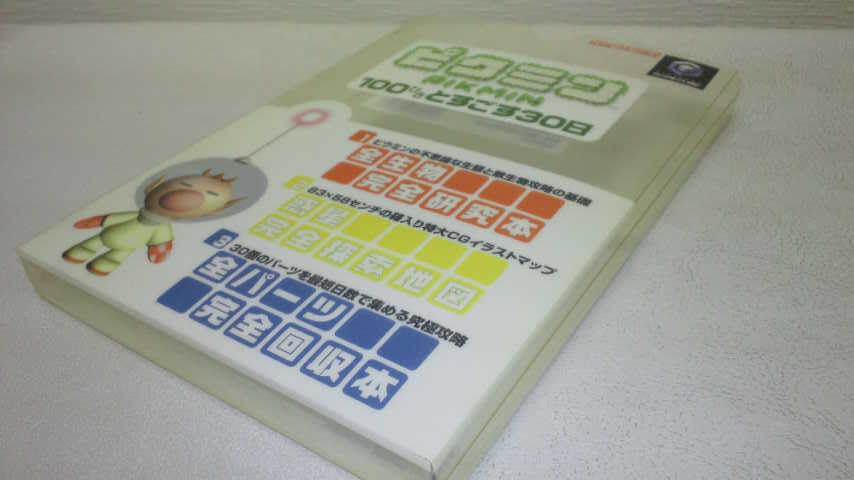 ピクミン
PIKMIN
100%とすごす30日
1 ピクミンの不思議な生態と敵生物攻略の基礎
全生物
完全研究本
2 83×58センチの線入り特大CGイラストマップ
惑星
完全探索地図
3 30個のパーツを最短日数で集める究極攻略
全パーツ
完全回収本